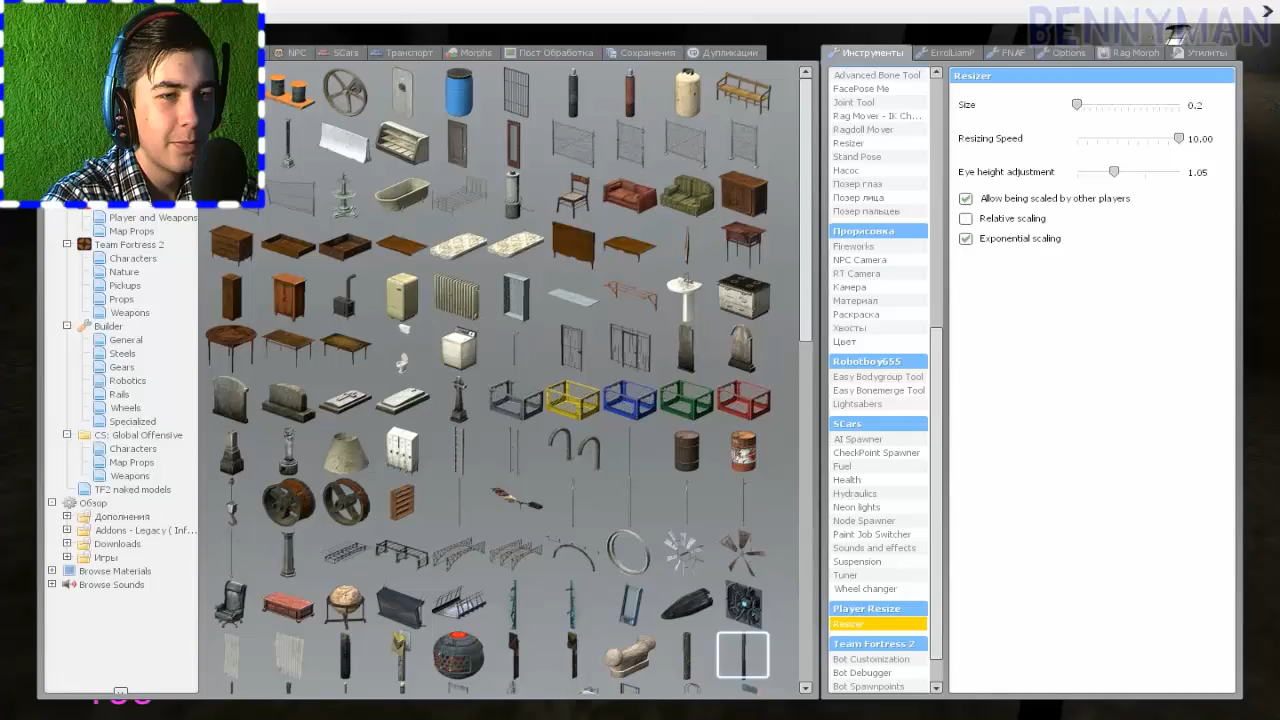 BENNYMAN
NPC
SCars
Транспорт
Morphs
Пост Обработка
Сохранения
Дупликации
Инструменты
ErrolLiamP
FNAF
Options
Rag Morph
Утилиты
Player and Weapons
Map Props
Team Fortress 2
Characters
Nature
Pickups
Props
Weapons
Builder
General
Steels
Gears
Robotics
Rails
Wheels
Specialized
CS: Global Offensive
Characters
Map Props
Weapons
TF2 naked models
Обзор
Дополнения
Addons - Legacy ( Inf...
Downloads
Игры
Browse Materials
Browse Sounds
Advanced Bone Tool
FacePose Me
Joint Tool
Rag Mover - IK Ch...
Ragdoll Mover
Resizer
Stand Pose
Насос
Позер глаз
Позер лица
Позер пальцев
Прорисовка
Fireworks
NPC Camera
RT Camera
Камера
Материал
Раскраска
Хвосты
Цвет
Robotboy655
Easy Bodygroup Tool
Easy Bonemerge Tool
Lightsabers
SCars
AI Spawner
CheckPoint Spawner
Fuel
Health
Hydraulics
Neon lights
Node Spawner
Paint Job Switcher
Sounds and effects
Suspension
Tuner
Wheel changer
Player Resize
Resizer
Team Fortress 2
Bot Customization
Bot Debugger
Bot Spawnpoints
Resizer
Size 0.2
Resizing Speed 10.00
Eye height adjustment 1.05
Allow being scaled by other players
Relative scaling
Exponential scaling